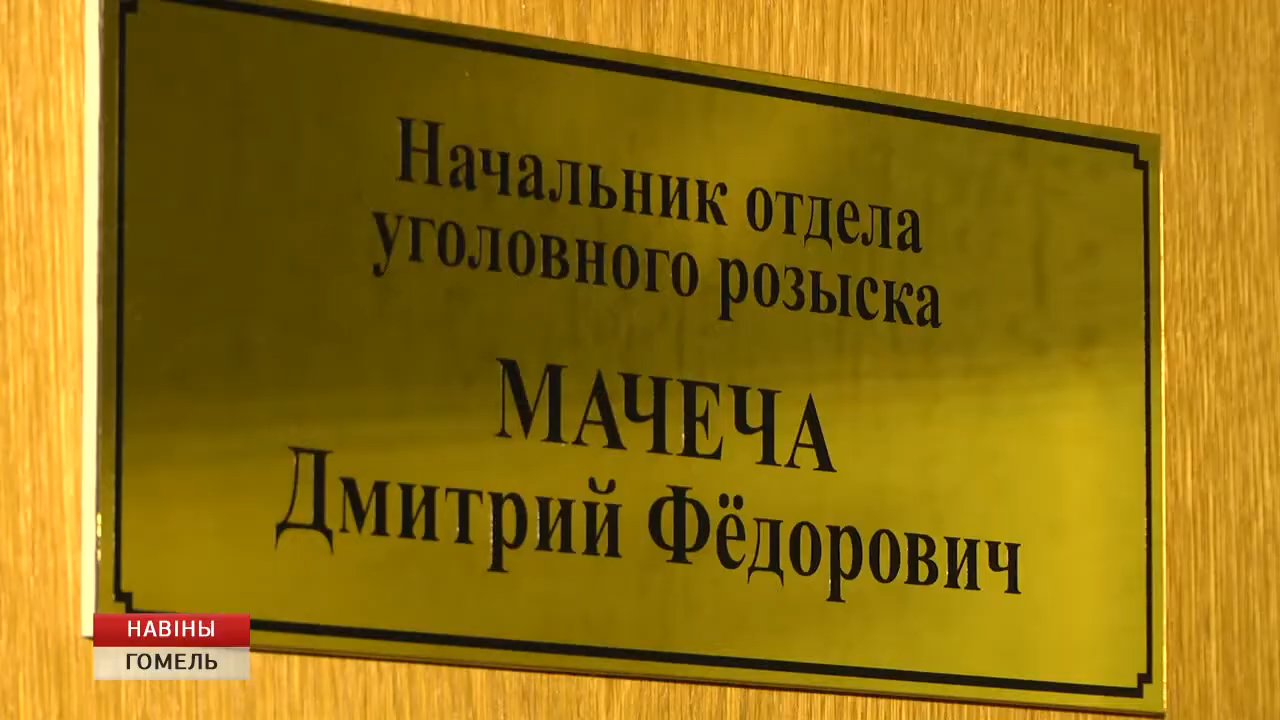 Начальник отдела
уголовного розыска
МАЧЕЧА
Дмитрий Фёдорович
НАВІНЫ
ГОМЕЛЬ